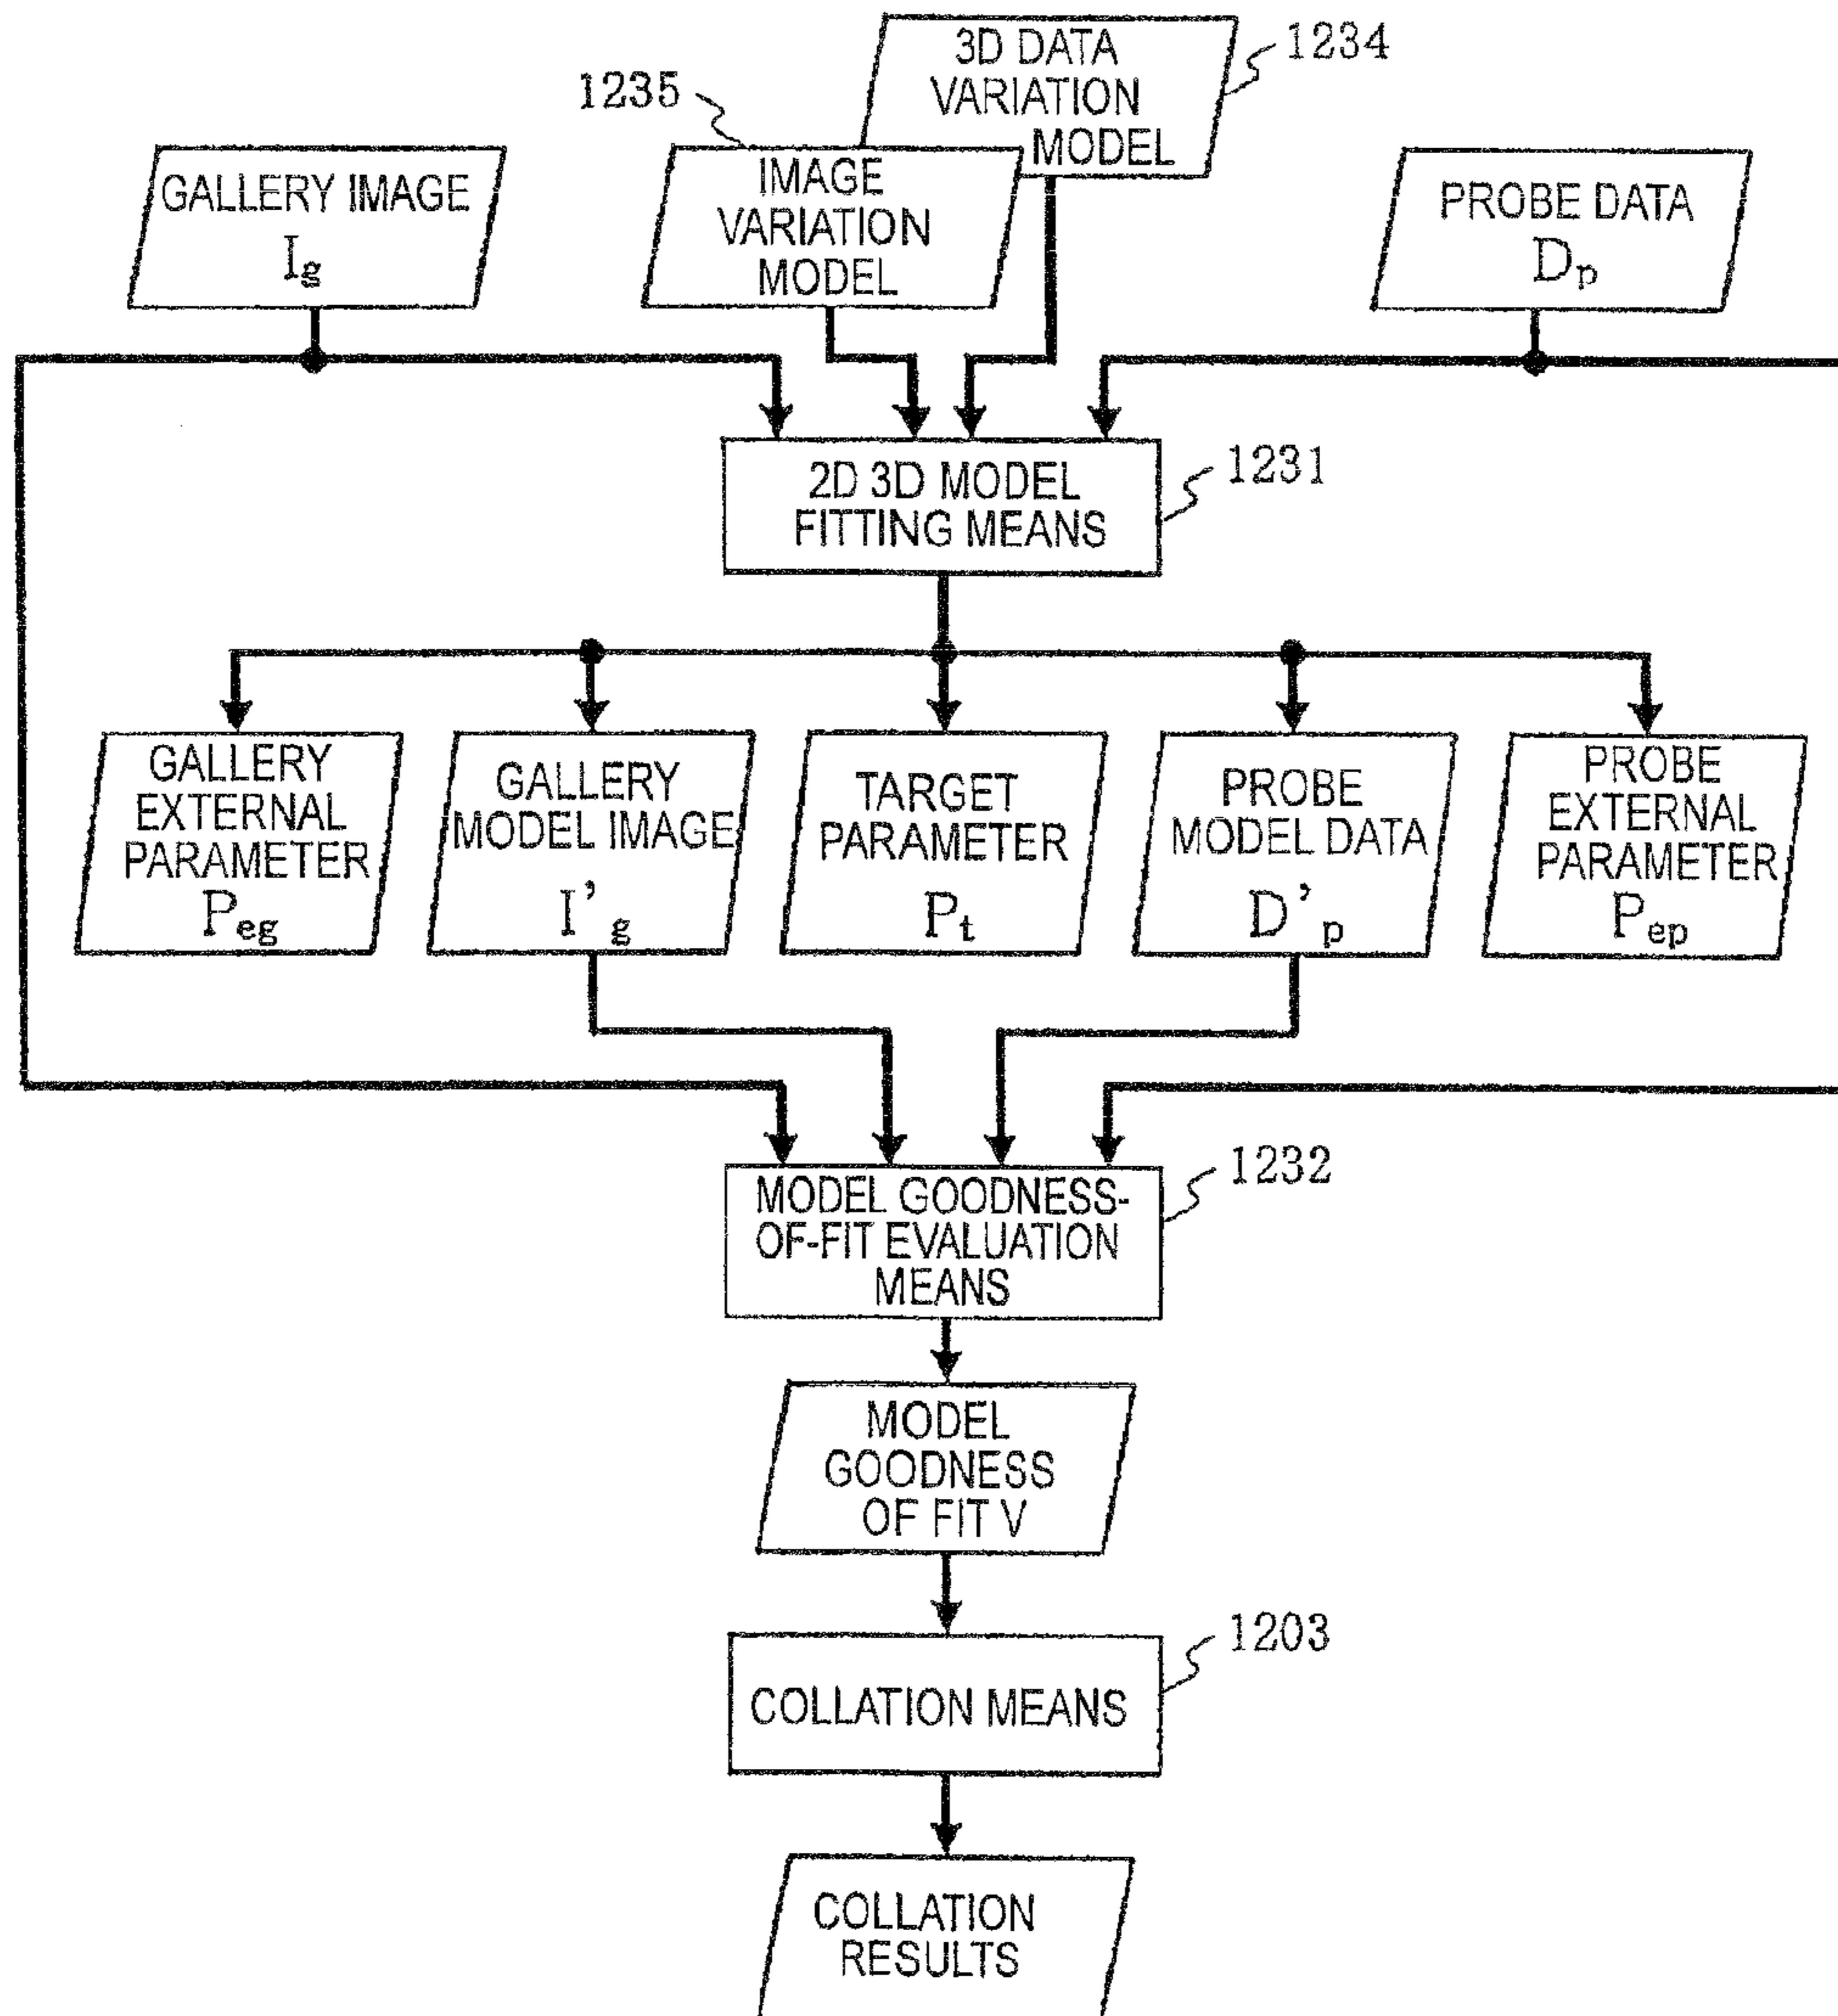 3D DATA
VARIATION
MODEL
1234
1235
GALLERY IMAGE
Ig
IMAGE
VARIATION
MODEL
PROBE DATA
Dp
2D 3D MODEL
FITTING MEANS
1231
GALLERY
EXTERNAL
PARAMETER
Peg
GALLERY
MODEL IMAGE
I'g
TARGET
PARAMETER
Pt
PROBE
MODEL DATA
D'p
PROBE
EXTERNAL
PARAMETER
Pep
MODEL GOODNESS-
OF-FIT EVALUATION
MEANS
1232
MODEL
GOODNESS
OF FIT V
COLLATION MEANS
1203
COLLATION
RESULTS